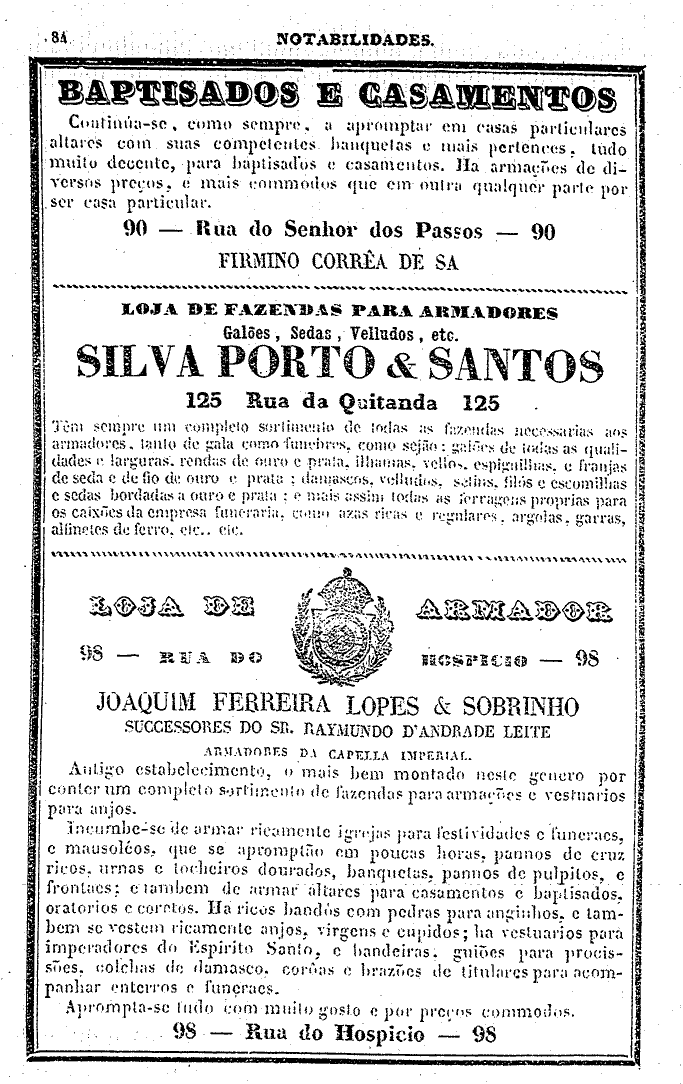 84
NOTABILIDADES.
BAPTISADOS E CASAMENTOS
Continúa-se, como sempre, a apromptar em casas particulares
altares com suas competentes banquetas e mais pertences, tudo
muito decente, para baptisados e casamentos. Ha armações de di-
versos preços, e mais commodos que em outra qualquer parte por
ser casa particular.
90 — Rua do Senhor dos Passos — 90
FIRMINO CORRÊA DE SA
LOJA DE FAZENDAS PARA ARMADORES
Galões, Sedas, Velludos, etc.
SILVA PORTO & SANTOS
125 Rua da Quitanda 125
Têm sempre um completo sortimento de todas as fazendas necessarias aos
armadores, tanto de gala como funebres, como sejão: galões de todas as quali-
dades e larguras, rendas de ouro e prata, ilhamas, vellos, espiguilhas, e franjas
de seda e de fio de ouro e prata; damascos, velludos, setins, filós e escomilhas
e sedas bordadas a ouro e prata; e mais assim todas as ferragens proprias para
os caixões da empresa funeraria, como azas ricas e regulares, argolas, garras,
alfinetes de ferro, etc., etc.
LOJA DE ARMADOR
98 — RUA DO HOSPICIO — 98
JOAQUIM FERREIRA LOPES & SOBRINHO
SUCCESSORES DO SR. RAYMUNDO D'ANDRADE LEITE
ARMADORES DA CAPELLA IMPERIAL.
Antigo estabelecimento, o mais bem montado neste genero por
conter um completo sortimento de fazendas para armações e vestuarios
para anjos.
Incumbe-se de armar ricamente igrejas para festividades e funeraes,
e mausoléos, que se apromptão em poucas horas, pannos de cruz
ricos, urnas e tocheiros dourados, banquetas, pannos de pulpitos, e
frontaes; e tambem de armar altares para casamentos e baptisados,
oratorios e coretos. Ha ricos bandós com pedras para anginhos, e tam-
bem se vestem ricamente anjos, virgens e cupidos; ha vestuarios para
imperadores do Espirito Santo, e bandeiras, guiões para procis-
sões, colchas de damasco, corôas e brazões de titulares para acom-
panhar enterros e funeraes.
Aprompta-se tudo com muito gosto e por preços commodos.
98 — Rua do Hospicio — 98